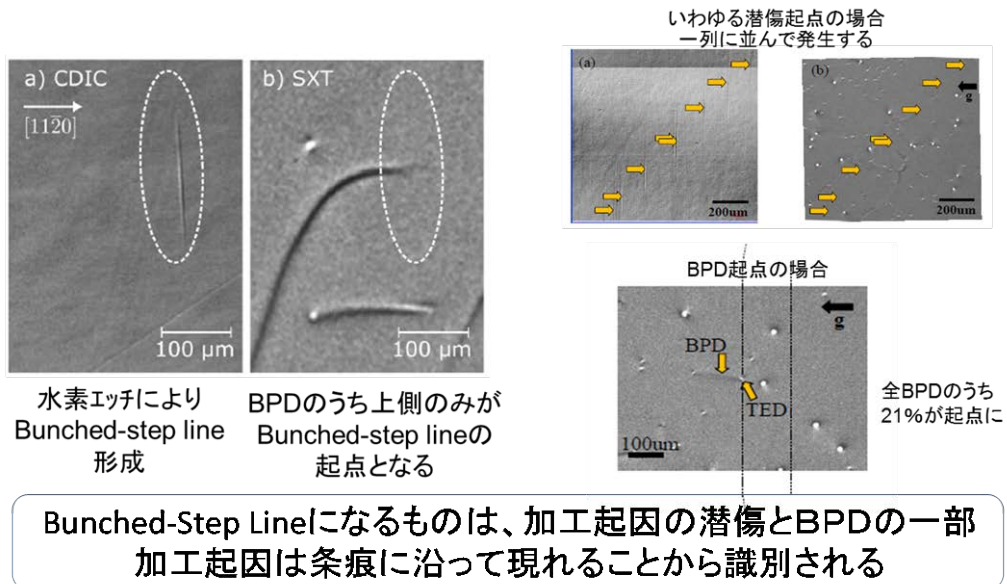 いわゆる潜傷起点の場合
一列に並んで発生する
a) CDIC
[112̄0]
100 μm
b) SXT
100 μm
(a)
200um
(b)
g
200um
水素エッチにより
Bunched-step line
形成
BPDのうち上側のみが
Bunched-step lineの
起点となる
BPD起点の場合
g
BPD
TED
100um
全BPDのうち
21%が起点に
Bunched-Step Lineになるものは、加工起因の潜傷とBPDの一部
加工起因は条痕に沿って現れることから識別される